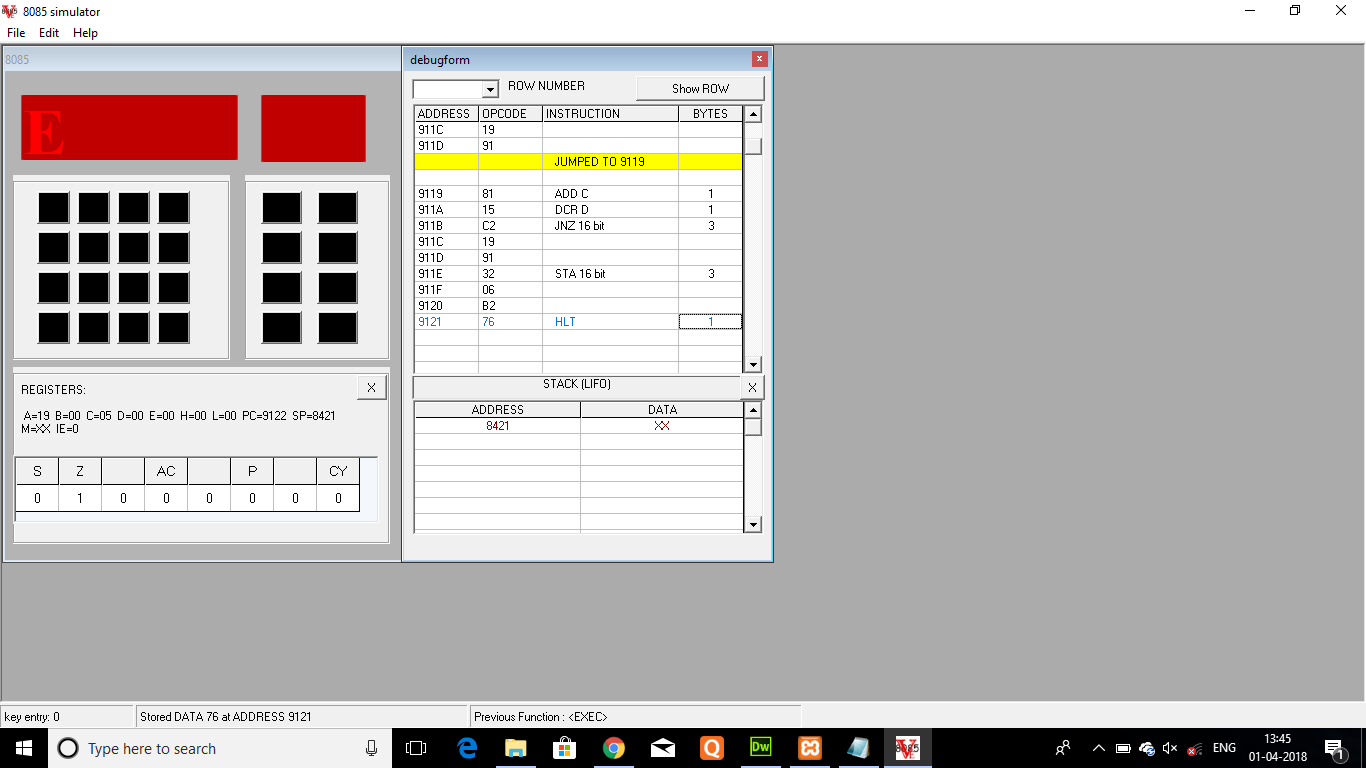 8085 simulator
File Edit Help
8085
E
REGISTERS: X
A=19 B=00 C=05 D=00 E=00 H=00 L=00 PC=9122 SP=8421
M=XX IE=0
S Z AC P CY
0 1 0 0 0 0 0 0
debugform x
ROW NUMBER Show ROW
ADDRESS OPCODE INSTRUCTION BYTES
911C 19
911D 91
JUMPED TO 9119
9119 81 ADD C 1
911A 15 DCR D 1
911B C2 JNZ 16 bit 3
911C 19
911D 91
911E 32 STA 16 bit 3
911F 06
9120 B2
9121 76 HLT 1
STACK (LIFO) X
ADDRESS DATA
8421 XX
key entry: 0 Stored DATA 76 at ADDRESS 9121 Previous Function : <EXEC>
Type here to search Dw 8085 ENG 13:45
01-04-2018 1